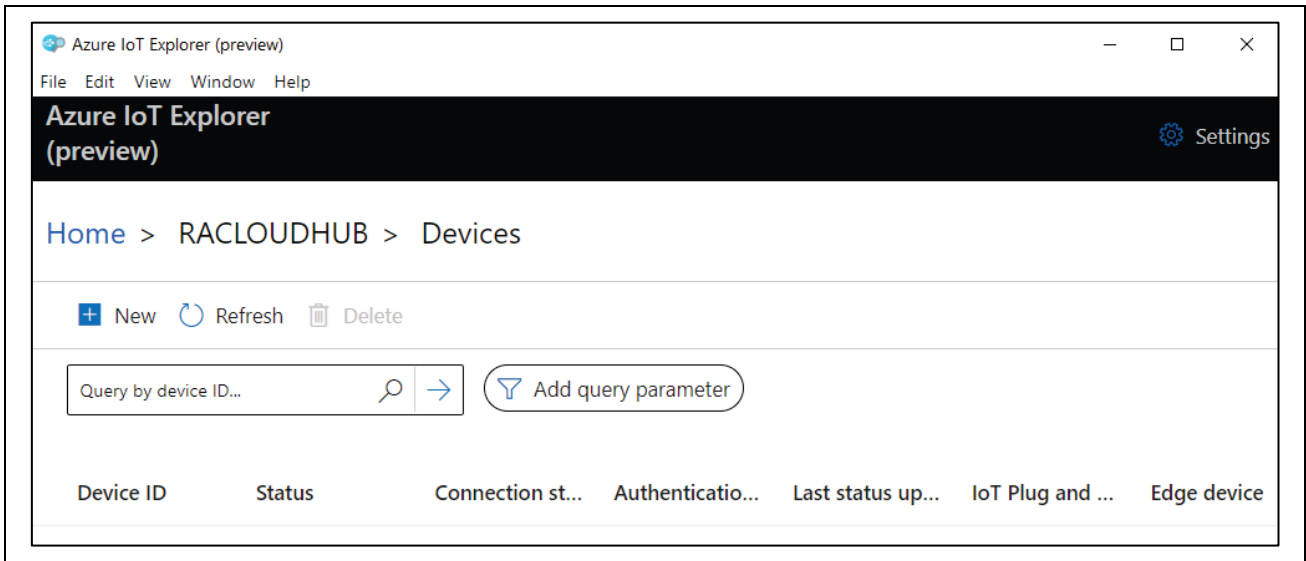 Azure IoT Explorer (preview)
File Edit View Window Help
Azure IoT Explorer
(preview)
Settings
Home > RACLOUDHUB > Devices
New Refresh Delete
Query by device ID...
Add query parameter
Device ID Status Connection st... Authenticatio... Last status up... IoT Plug and ... Edge device